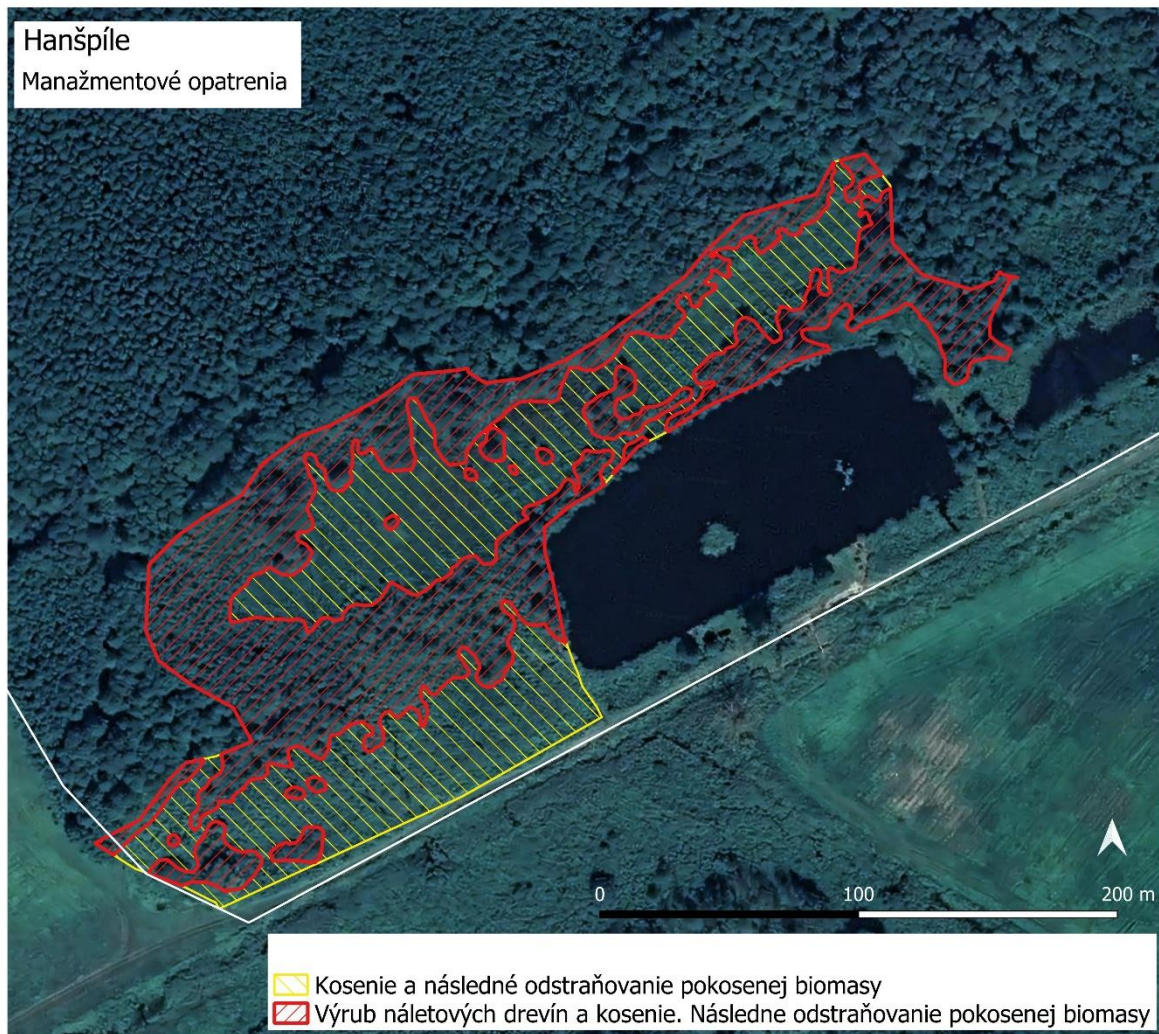 Hanšpíle
Manažmentové opatrenia
0 100 200 m
Kosenie a následné odstraňovanie pokosenej biomasy
Výrub náletových drevín a kosenie. Následne odstraňovanie pokosenej biomasy